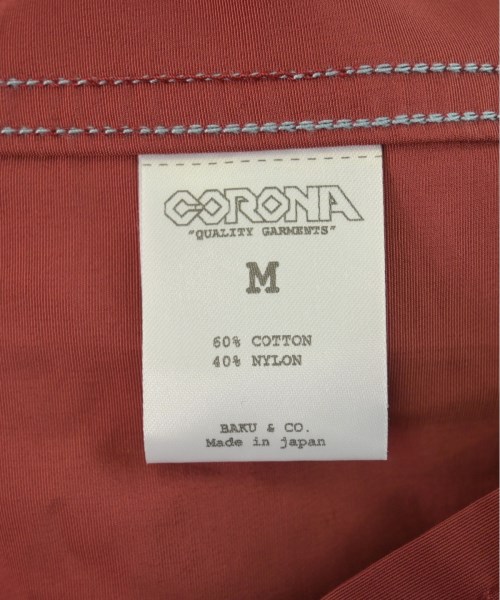 CORONA
"QUALITY GARMENTS"
M
60% COTTON
40% NYLON
BAKU & CO.
Made in japan